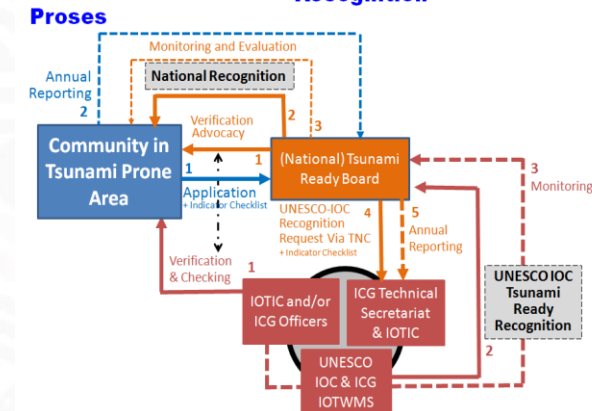 Recognition
Proses
Monitoring and Evaluation
National Recognition
Annual
Reporting
2
2
3
Verification
Advocacy
1
Community in
Tsunami Prone
Area
1
Application
+ Indicator Checklist
(National) Tsunami
Ready Board
3
Monitoring
UNESCO-IOC
Recognition
Request Via TNC
+ Indicator Checklist
4
5
Annual
Reporting
Verification
& Checking
1
IOTIC and/or
ICG Officers
ICG Technical
Secretariat
& IOTIC
UNESCO IOC
Tsunami
Ready
Recognition
2
UNESCO
IOC & ICG
IOTWMS